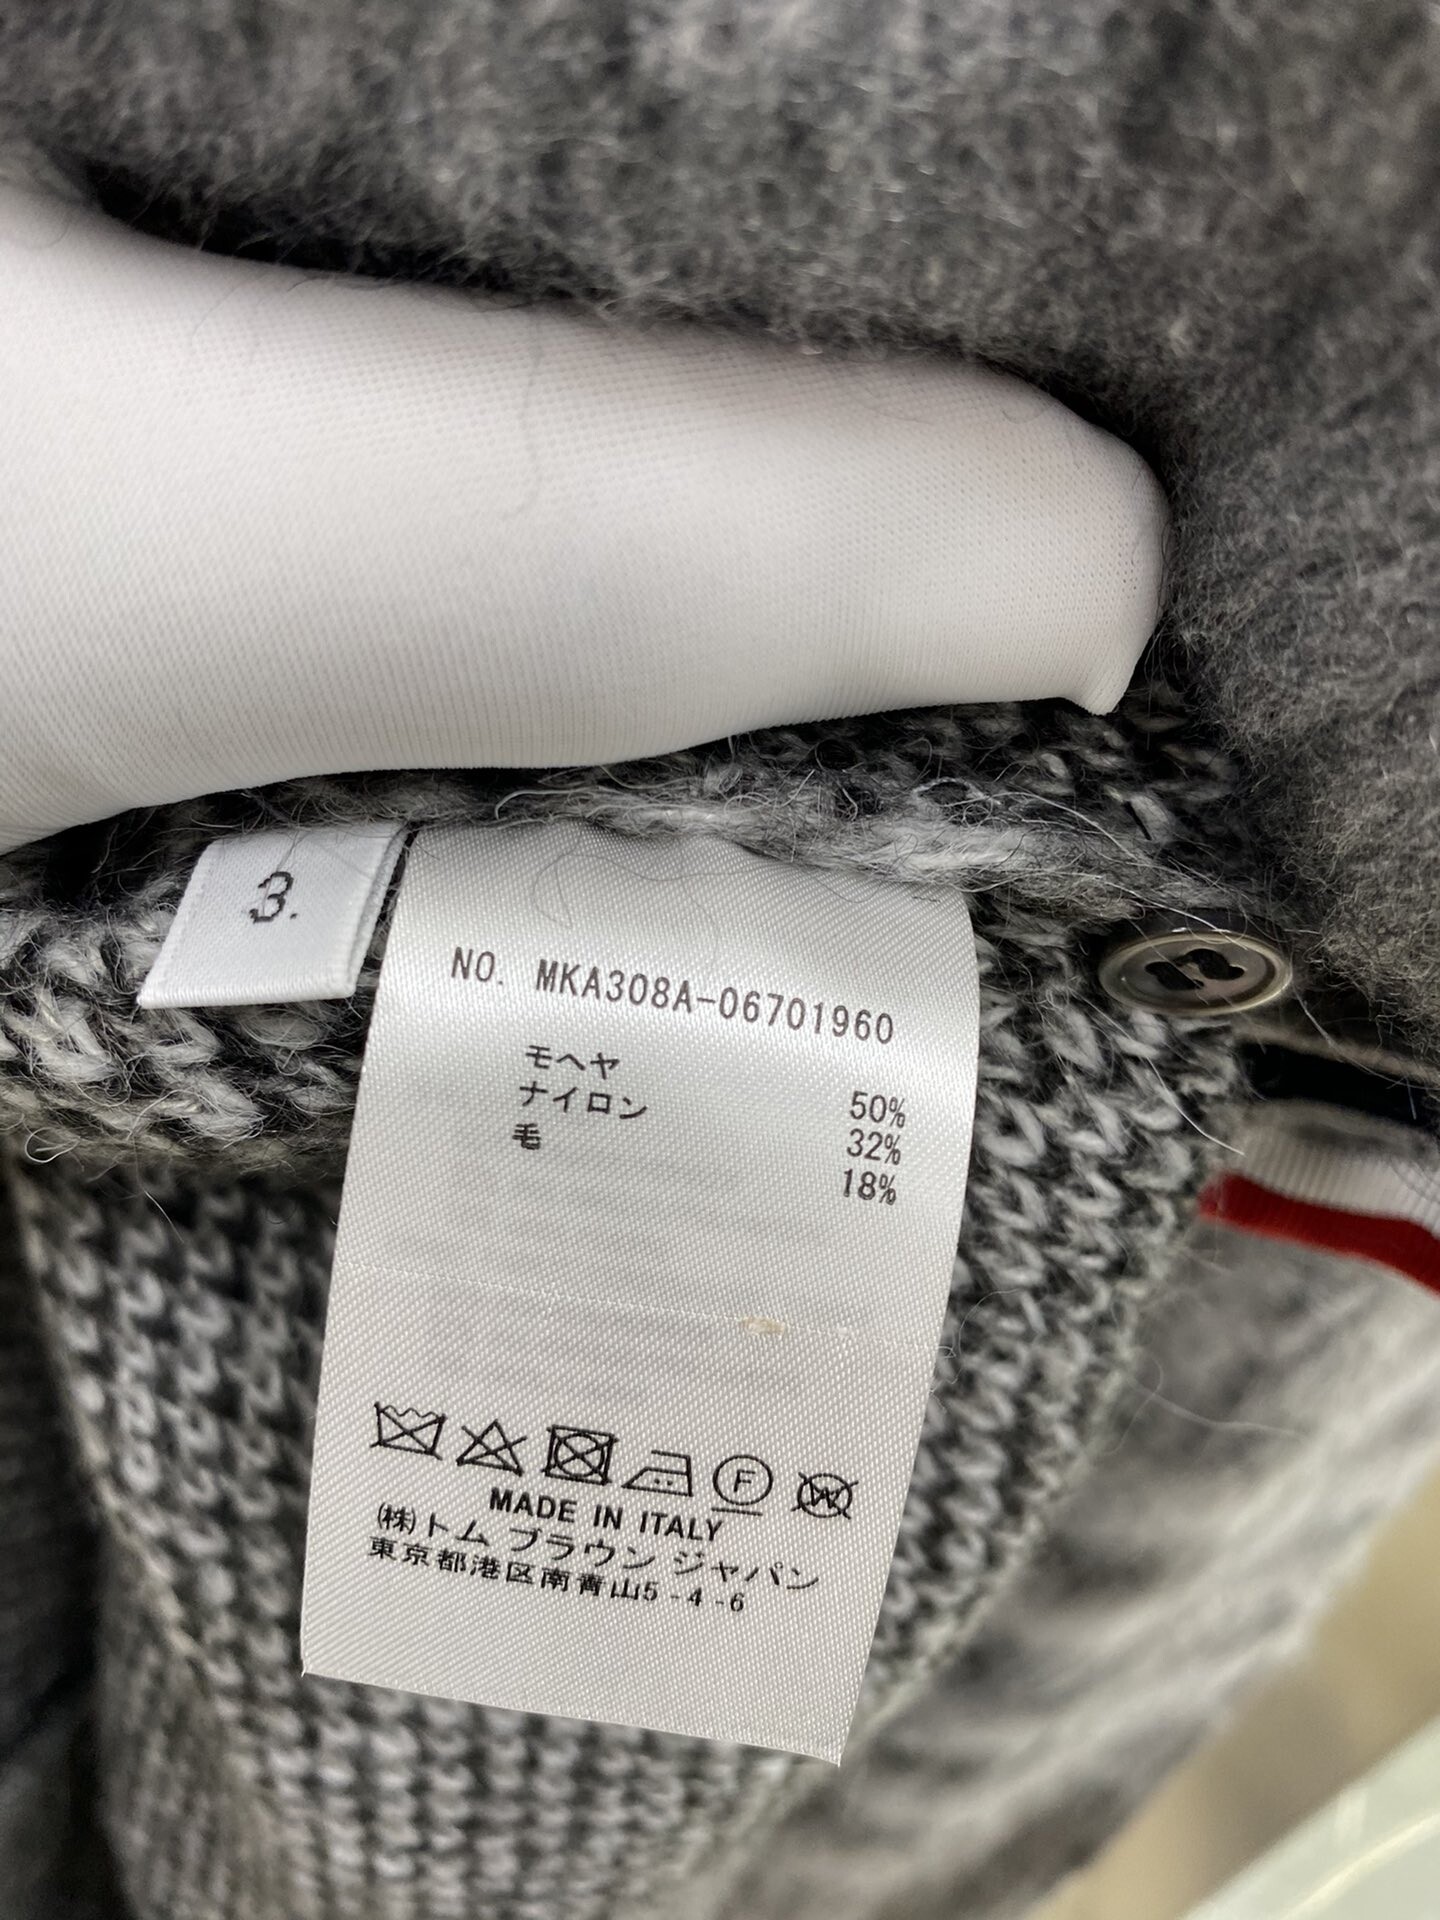 3.
NO. MKA308A-06701960
モヘヤ 50%
ナイロン 32%
毛 18%
F W
MADE IN ITALY
(株)トム ブラウン ジャパン
東京都港区南青山5-4-6